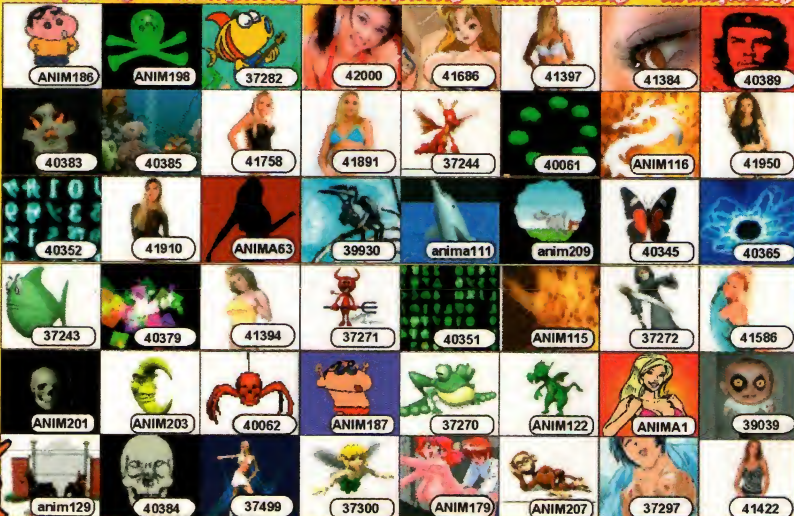 ANIM186 ANIM198 37282 42000 41686 41397 41384 40389
40383 40385 41758 41891 37244 40061 ANIM116 41950
40352 41910 ANIMA63 39930 anima111 anim209 40345 40365
37243 40379 41394 37271 40351 ANIM115 37272 41586
ANIM201 ANIM203 40062 ANIM187 37270 ANIM122 ANIMA1 39039
anim129 40384 37499 37300 ANIM179 ANIM207 37297 41422